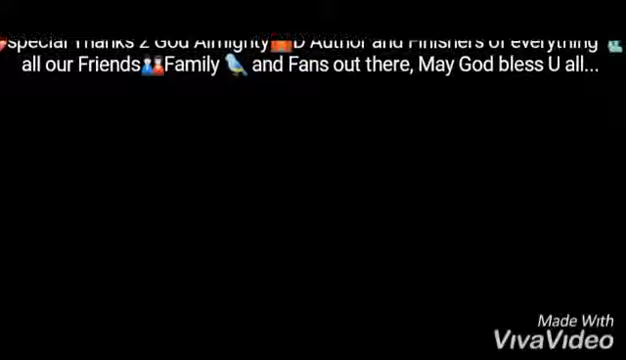 special Thanks 2 God Almighty D Author and Finishers of everything
all our Friends Family and Fans out there, May God bless U all...
Made With
VivaVideo